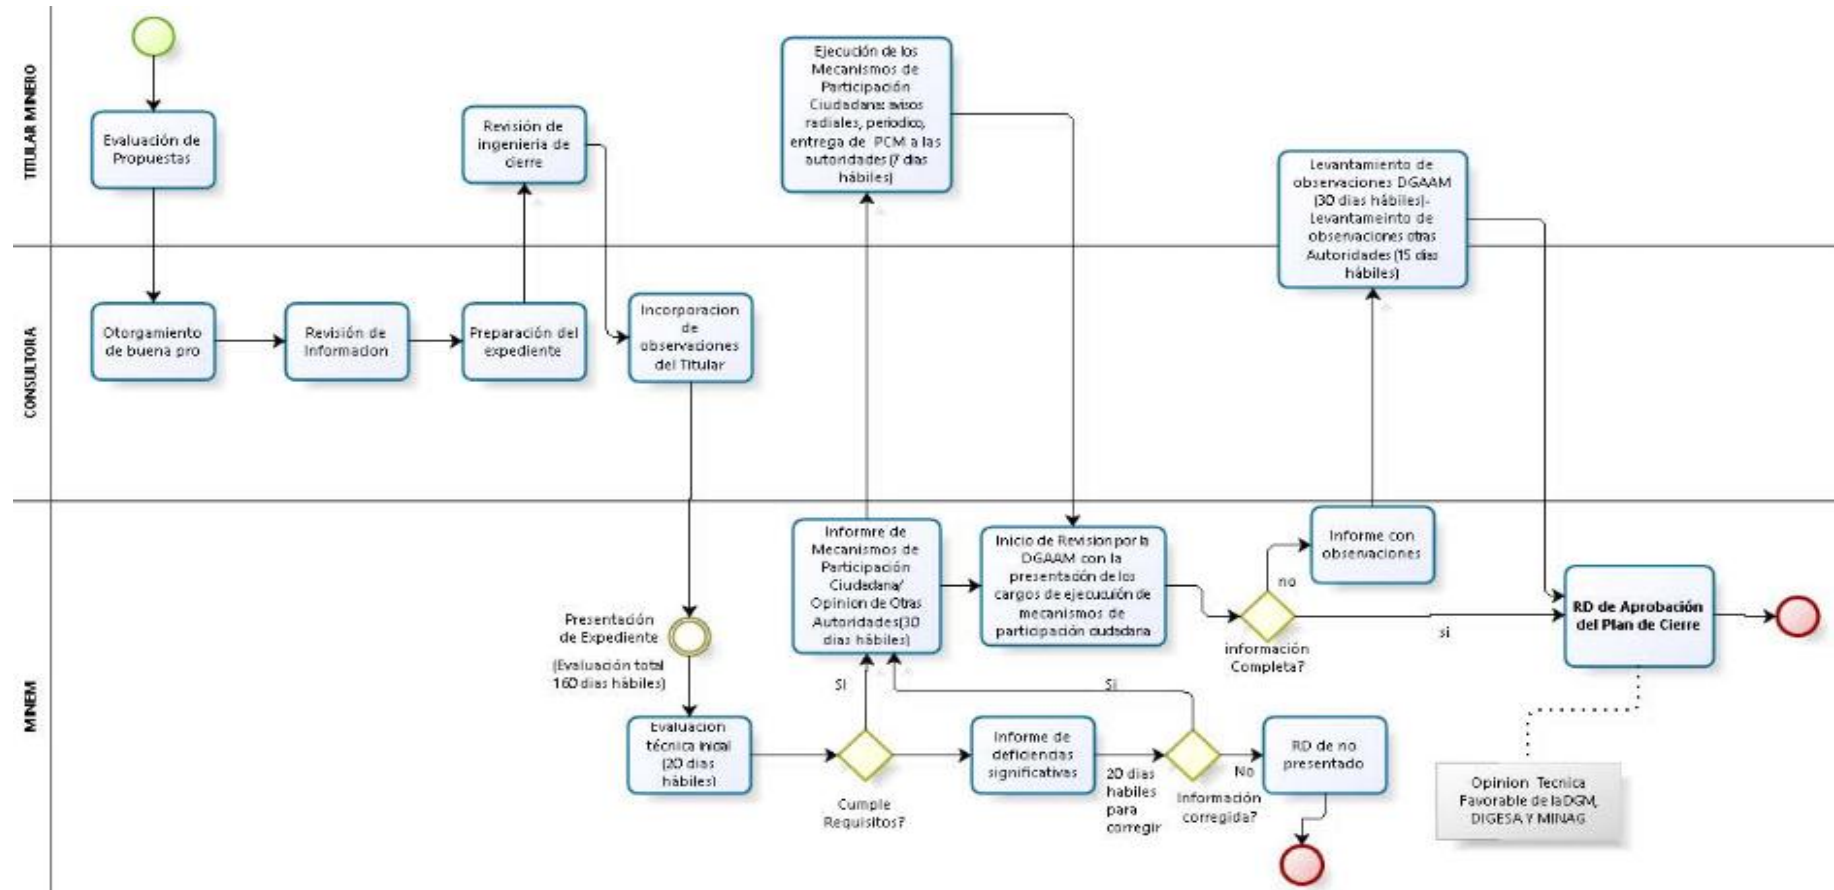 TITULAR MINERO
Evaluación de
Propuestas
Revisión de
ingenieria de
cierre
Ejecución de los
Mecanismos de
Participación
Ciudadana: avisos
radiales, periodico,
entrega de PCM a las
autoridades (7 dias
hábiles)
Levantamiento de
observaciones DGAAM
(30 dias hábiles)-
Levantameinto de
observaciones otras
Autoridades (15 dias
hábiles)
CONSULTORA
Otorgamiento
de buena pro
Revisión de
Informacion
Preparación del
expediente
Incorporacion
de
observaciones
del Titular
MINEM
Presentación
de Expediente
(Evaluación total
160 dias hábiles)
Evaluacion
técnica inicial
(20 dias
hábiles)
Cumple
Requisitos?
SI
Informre de
Mecanismos de
Participación
Ciudadana/
Opinion de Otras
Autoridades(30
dias hábiles)
Informe de
deficiencias
significativas
20 dias
habiles
para
corregir
Información
corregida?
Si
No
RD de no
presentado
Inicio de Revision por la
DGAAM con la
presentación de los
cargos de ejecucuión de
mecanismos de
participación ciudadana
información
Completa?
no
si
Informe con
observaciones
RD de Aprobación
del Plan de Cierre
Opinion Tecnica
Favorable de la DGM,
DIGESA Y MINAG